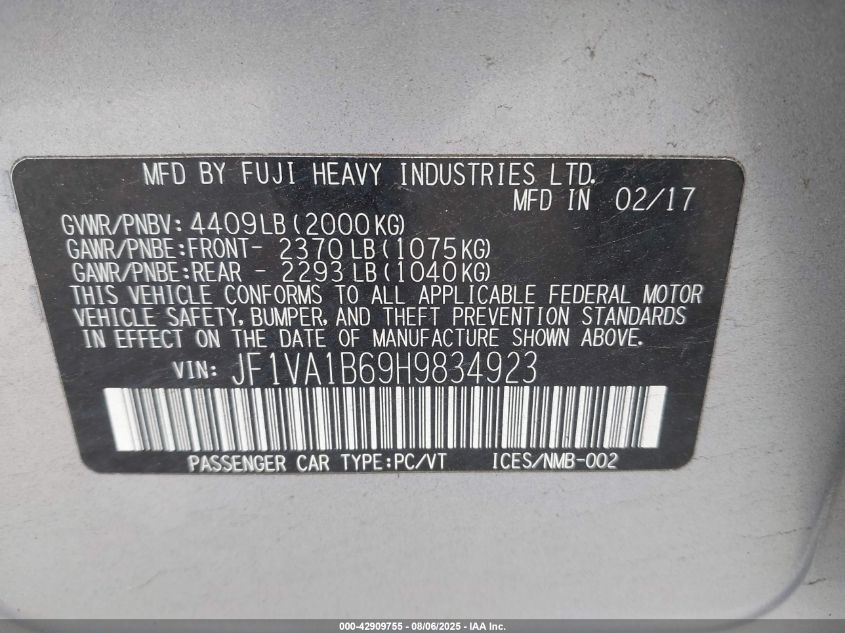 MFD BY FUJI HEAVY INDUSTRIES LTD.
MFD IN 02/17
GVWR/PNBV: 4409LB(2000KG)
GAWR/PNBE:FRONT- 2370LB(1075KG)
GAWR/PNBE:REAR - 2293LB(1040KG)
THIS VEHICLE CONFORMS TO ALL APPLICABLE FEDERAL MOTOR
VEHICLE SAFETY, BUMPER, AND THEFT PREVENTION STANDARDS
IN EFFECT ON THE DATE OF MANUFACTURE SHOWN ABOVE.
VIN: JF1VA1B69H9834923
PASSENGER CAR TYPE:PC/VT ICES/NMB-002
000-42909755 - 08/06/2025 - IAA Inc.